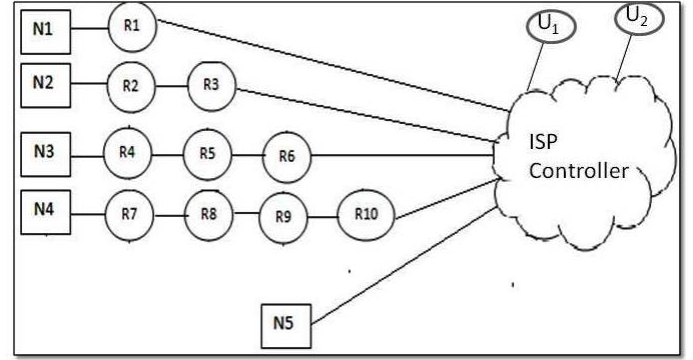 N1 R1 U1 U2
N2 R2 R3
N3 R4 R5 R6
ISP
Controller
N4 R7 R8 R9 R10
N5